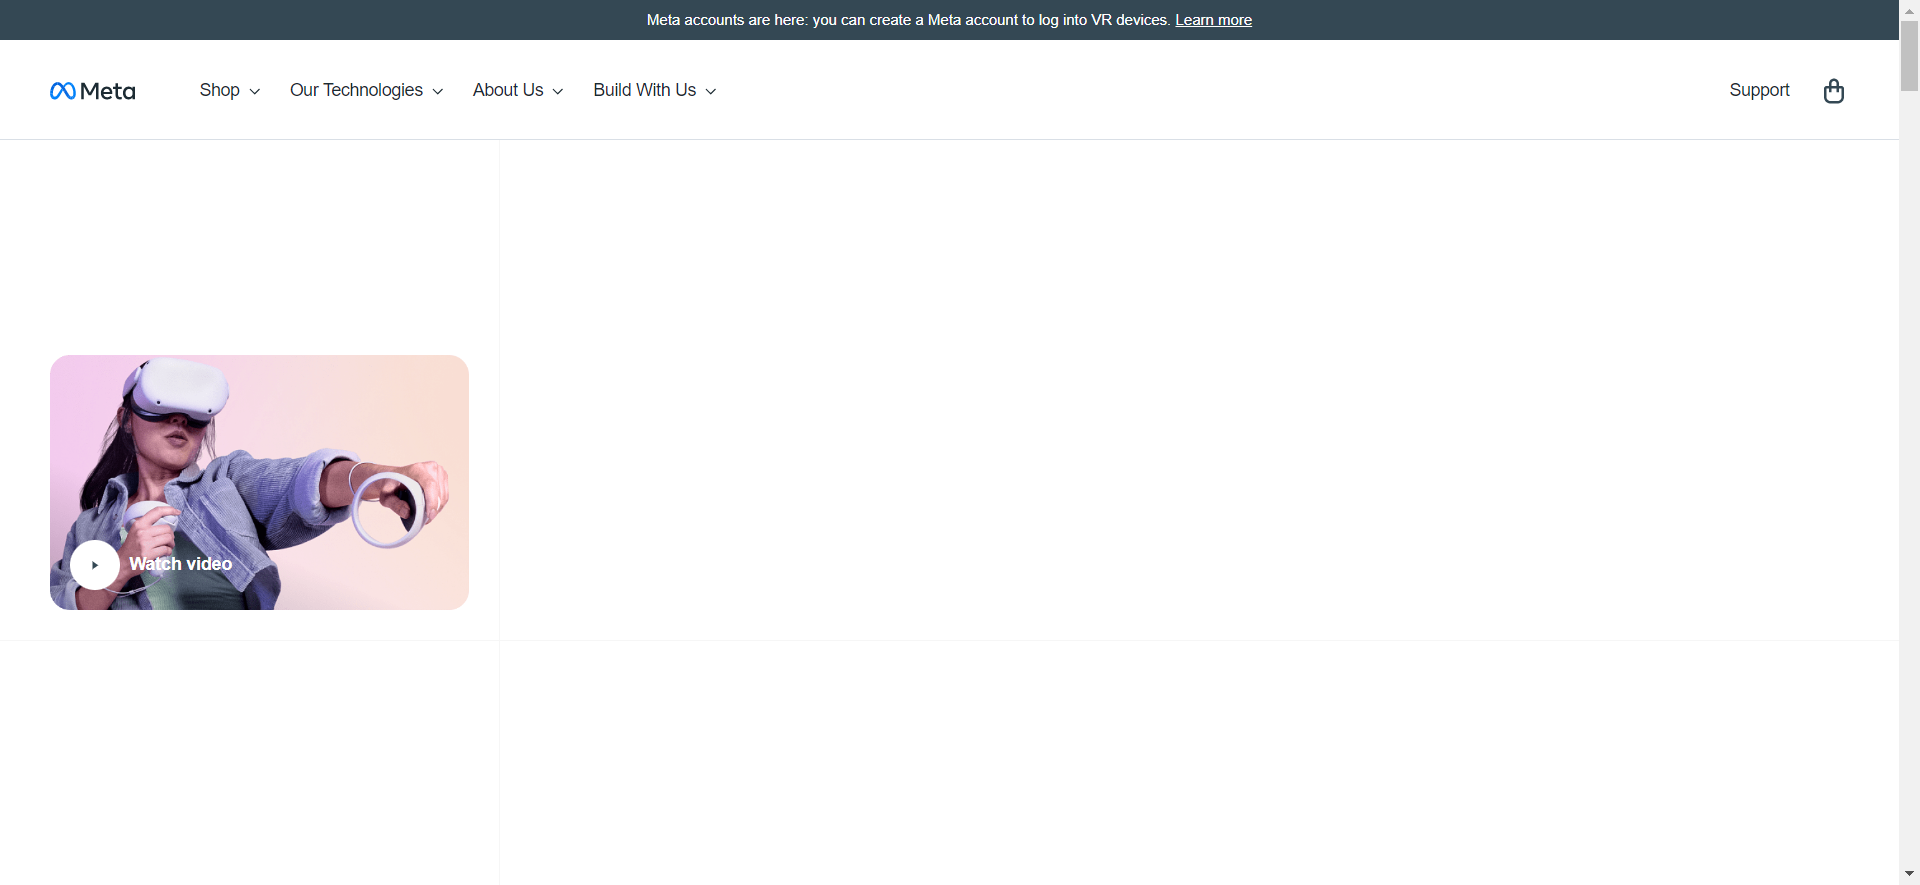 Meta accounts are here: you can create a Meta account to log into VR devices. Learn more
Meta
Shop
Our Technologies
About Us
Build With Us
Support
Watch video